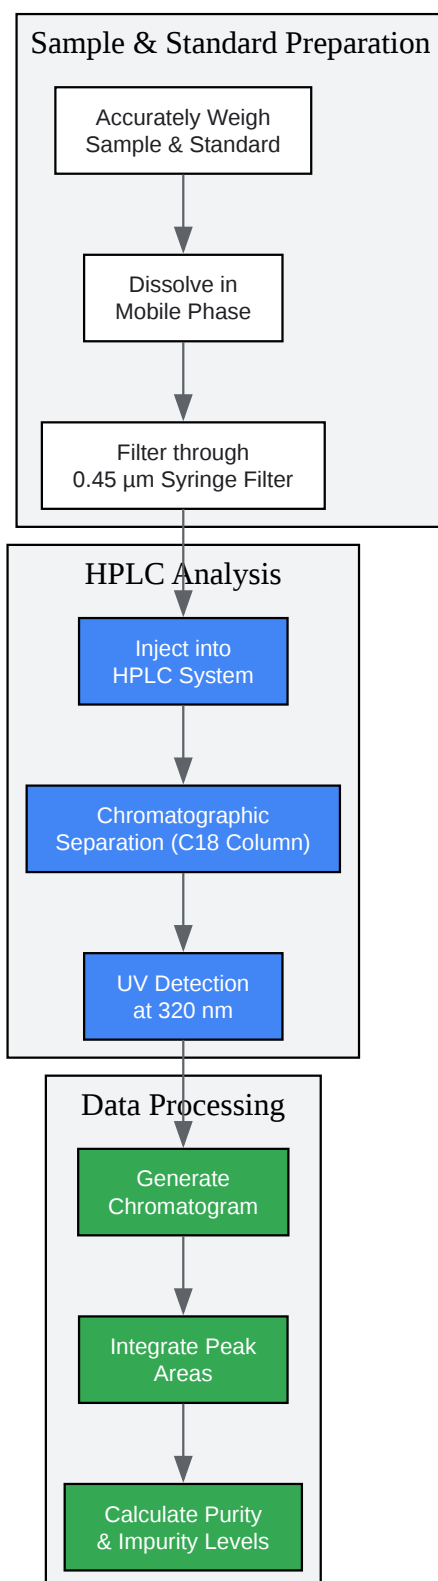 Sample & Standard Preparation
Accurately Weigh
Sample & Standard
Dissolve in
Mobile Phase
Filter through
0.45 µm Syringe Filter
HPLC Analysis
Inject into
HPLC System
Chromatographic
Separation (C18 Column)
UV Detection
at 320 nm
Data Processing
Generate
Chromatogram
Integrate Peak
Areas
Calculate Purity
& Impurity Levels